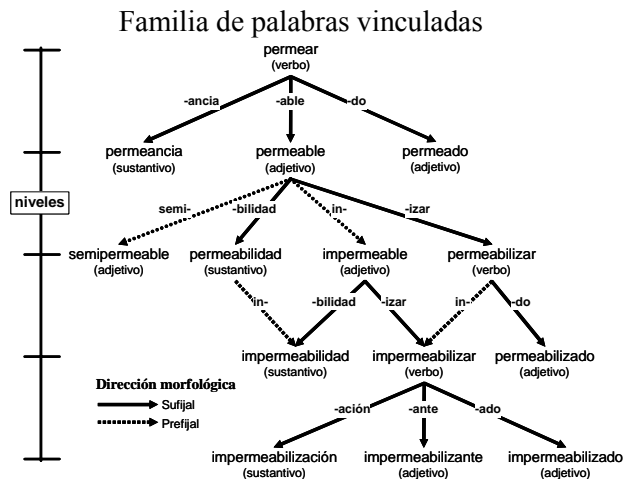 Familia de palabras vinculadas
permear
(verbo)
-ancia -able -do
permeancia permeable permeado
(sustantivo) (adjetivo) (adjetivo)
niveles
semi- -bilidad in- -izar
semipermeable permeabilidad impermeable permeabilizar
(adjetivo) (sustantivo) (adjetivo) (verbo)
in- -bilidad -izar in- -do
impermeabilidad impermeabilizar permeabilizado
(sustantivo) (verbo) (adjetivo)
Dirección morfológica
Sufijal
Prefijal
-ación -ante -ado
impermeabilización impermeabilizante impermeabilizado
(sustantivo) (adjetivo) (adjetivo)